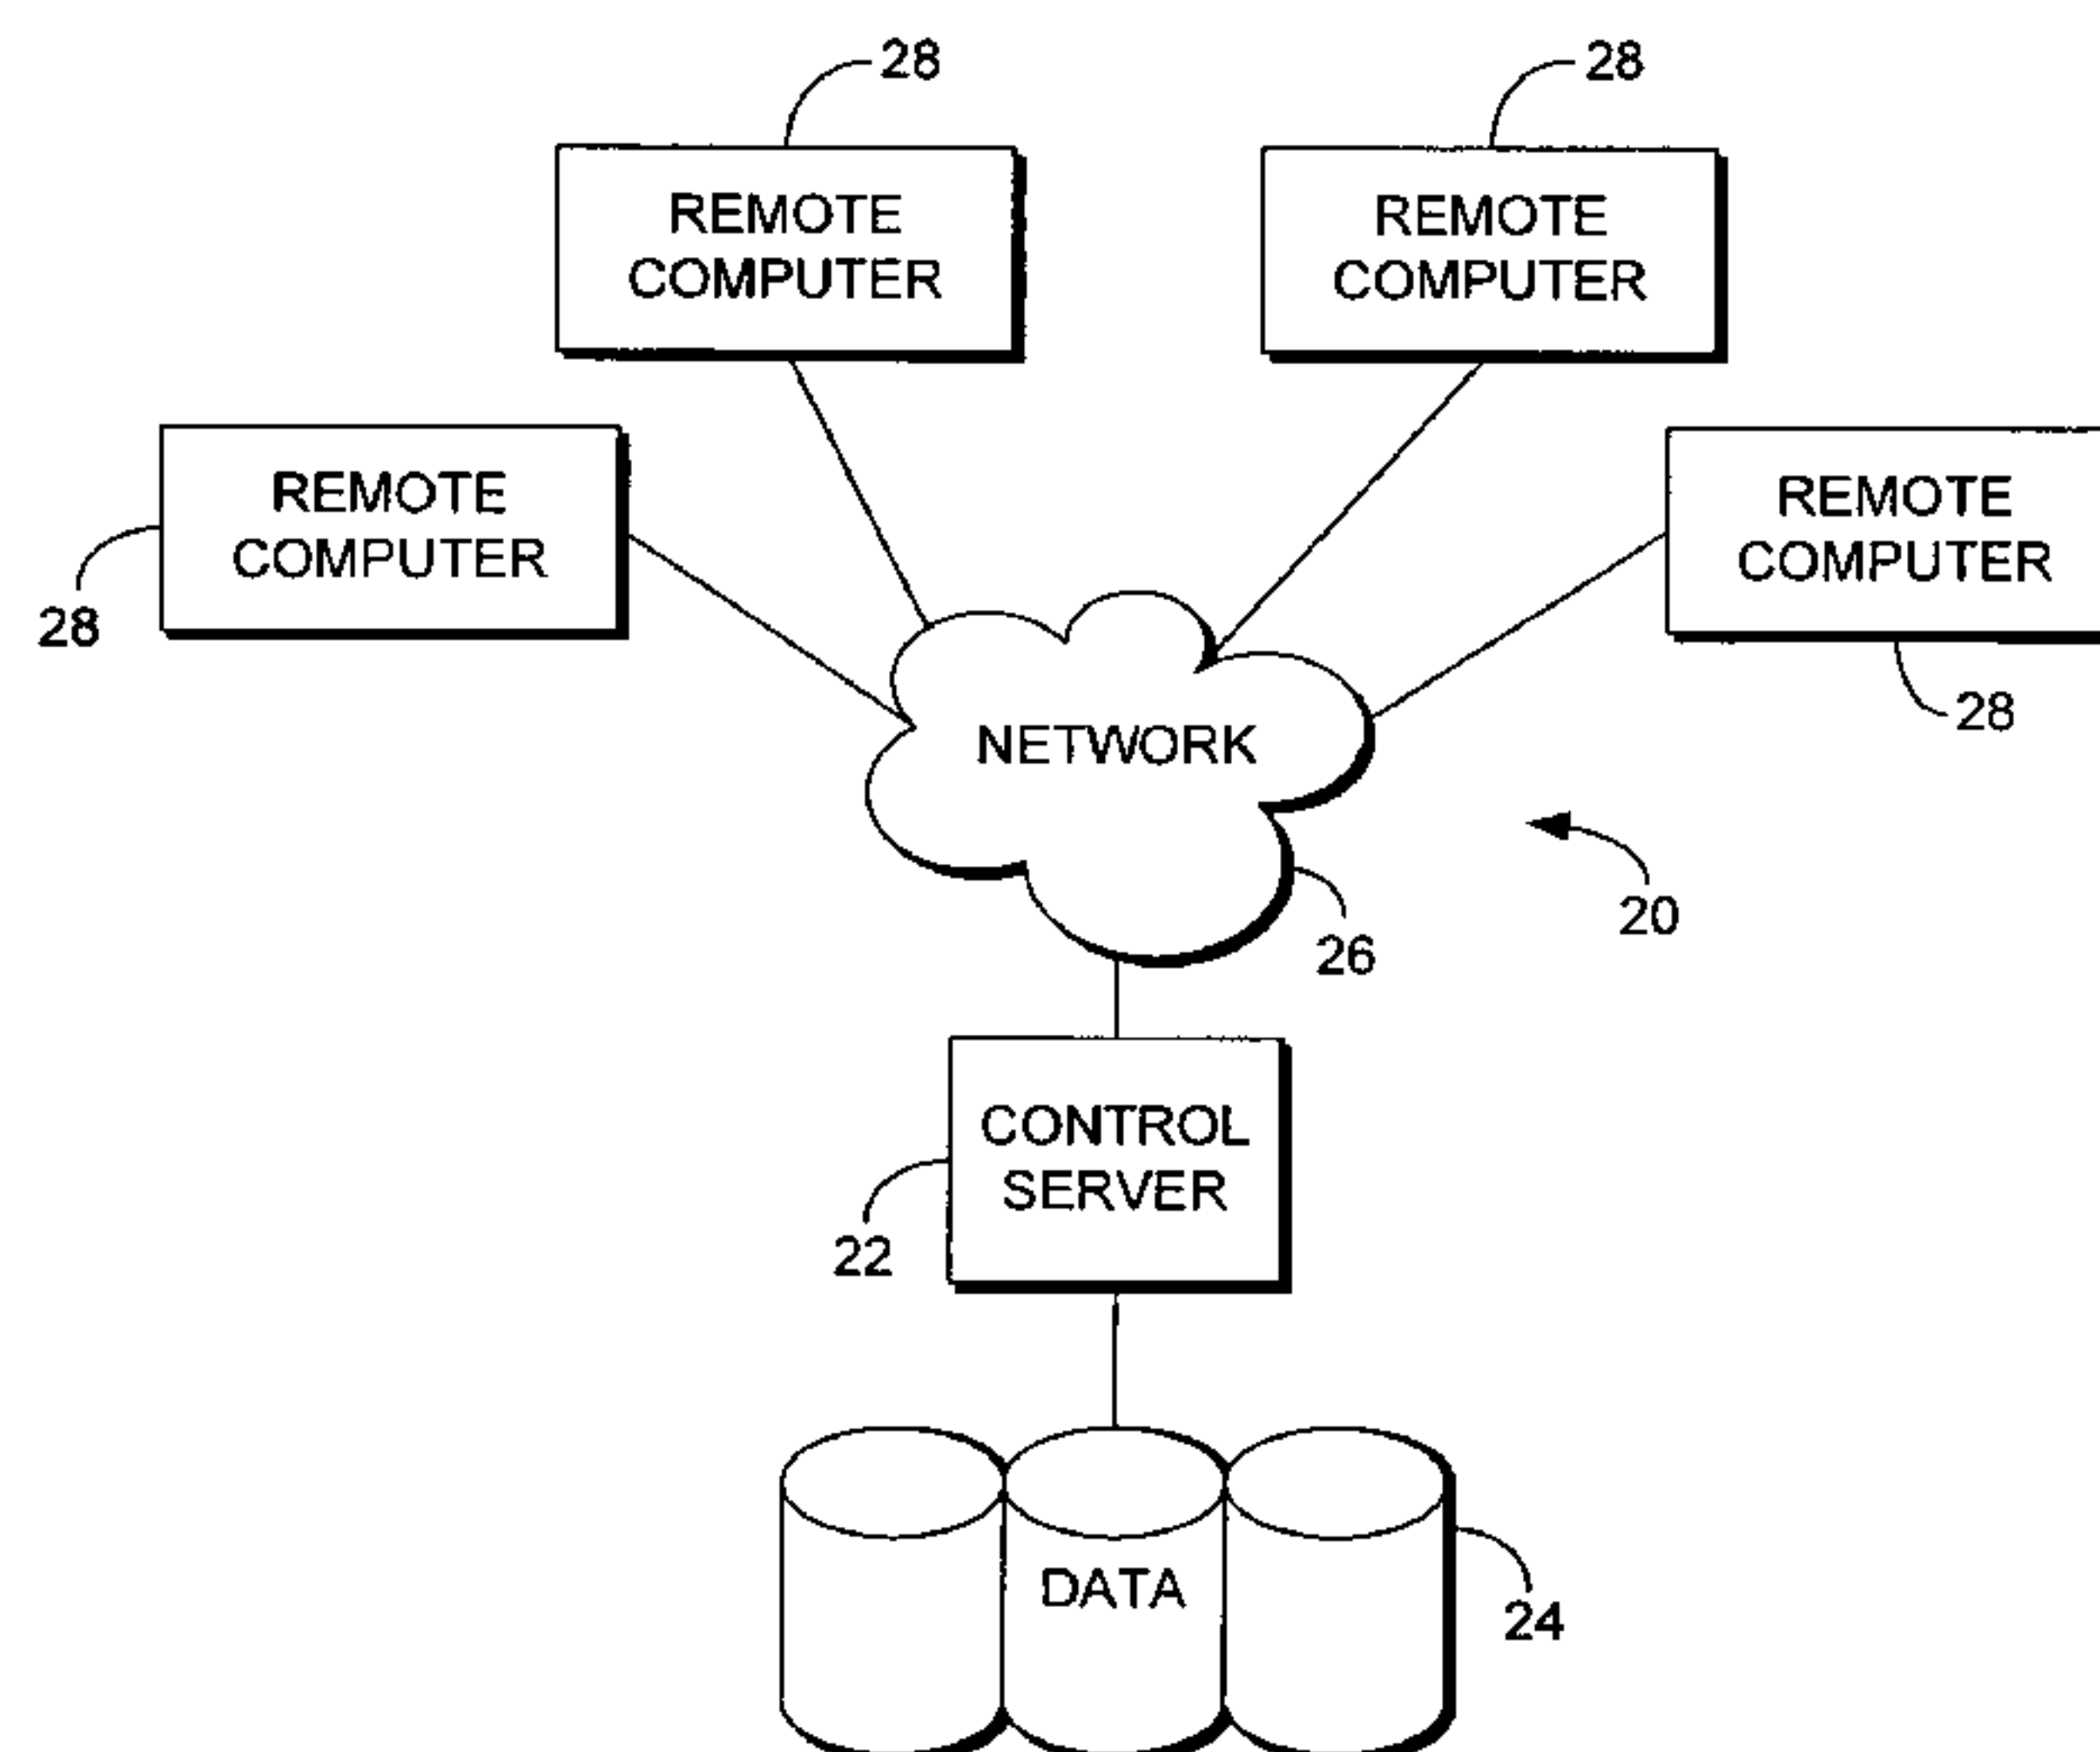 28
28
REMOTE
COMPUTER
REMOTE
COMPUTER
REMOTE
COMPUTER
REMOTE
COMPUTER
28
28
NETWORK
20
26
CONTROL
SERVER
22
DATA
24